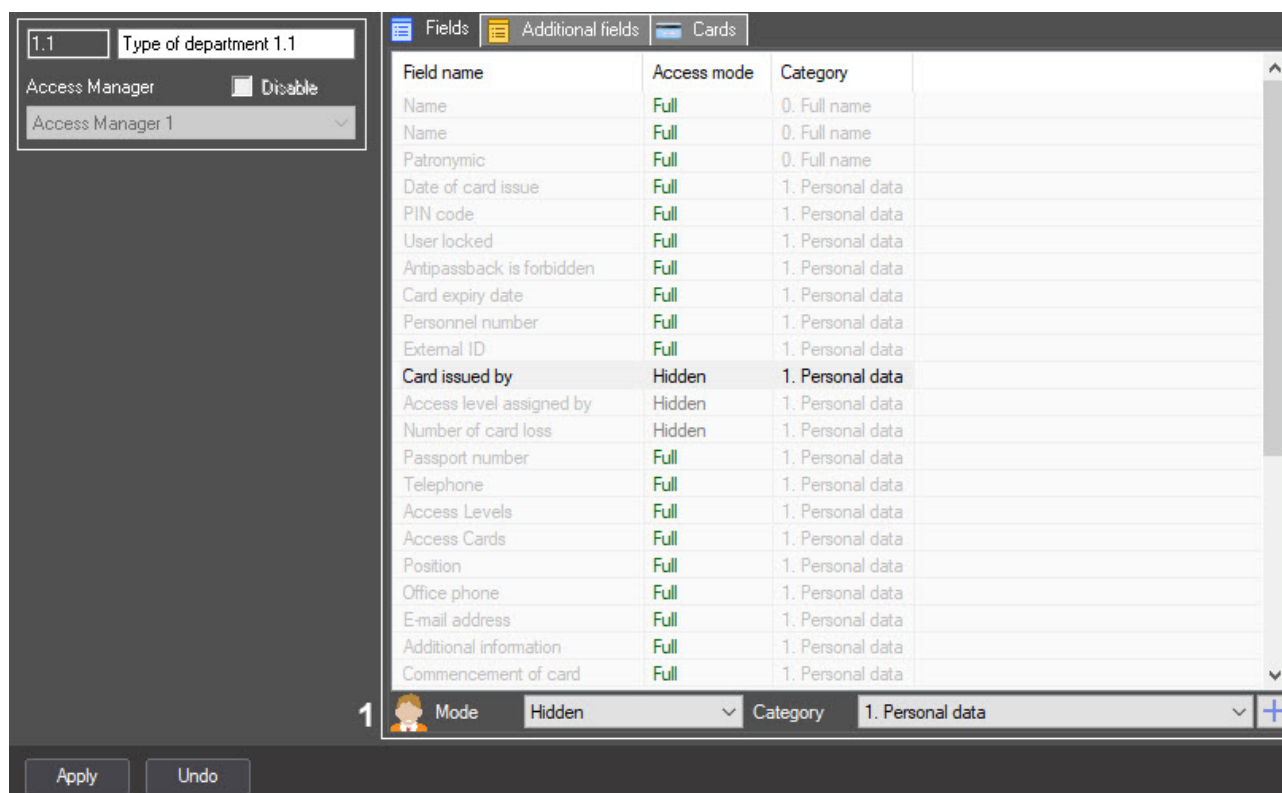 1.1 Type of department 1.1
Access Manager Disable
Access Manager 1
Fields Additional fields Cards
Field name Access mode Category
Name Full 0. Full name
Name Full 0. Full name
Patronymic Full 0. Full name
Date of card issue Full 1. Personal data
PIN code Full 1. Personal data
User locked Full 1. Personal data
Antipassback is forbidden Full 1. Personal data
Card expiry date Full 1. Personal data
Personnel number Full 1. Personal data
External ID Full 1. Personal data
Card issued by Hidden 1. Personal data
Access level assigned by Hidden 1. Personal data
Number of card loss Hidden 1. Personal data
Passport number Full 1. Personal data
Telephone Full 1. Personal data
Access Levels Full 1. Personal data
Access Cards Full 1. Personal data
Position Full 1. Personal data
Office phone Full 1. Personal data
E-mail address Full 1. Personal data
Additional information Full 1. Personal data
Commencement of card Full 1. Personal data
1 Mode Hidden Category 1. Personal data
Apply Undo